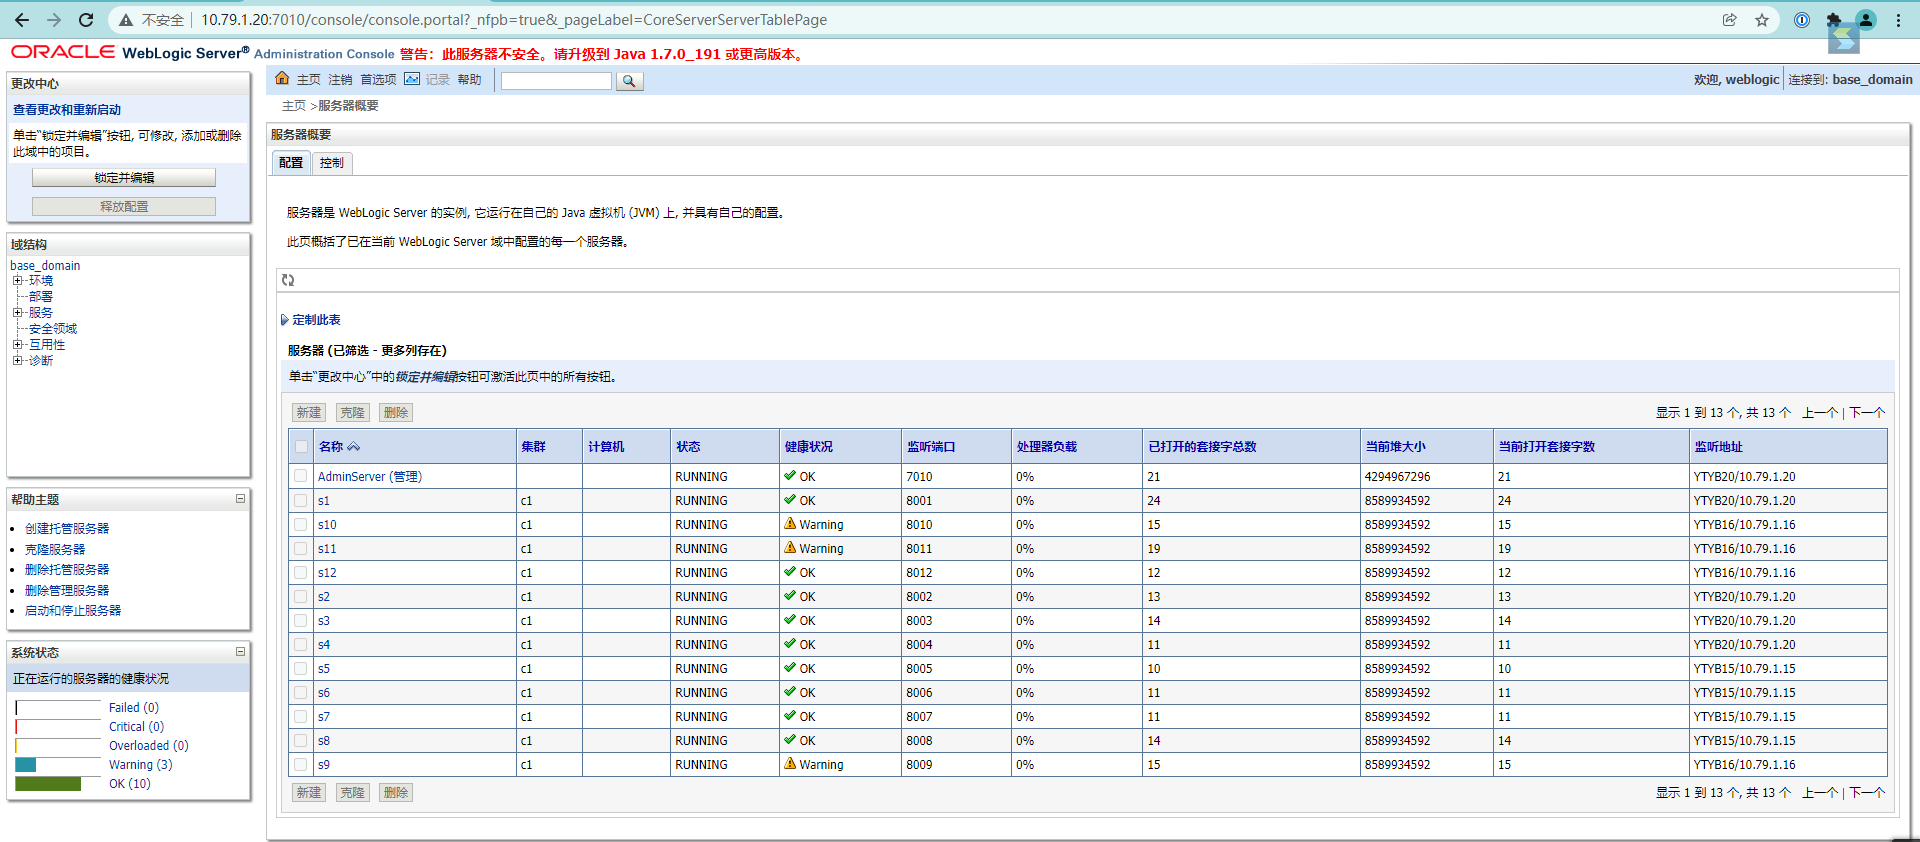 不安全 | 10.79.1.20:7010/console/console.portal?_nfpb=true&_pageLabel=CoreServerServerTablePage
ORACLE WebLogic Server® Administration Console 警告：此服务器不安全。请升级到 Java 1.7.0_191 或更高版本。
更改中心
查看更改和重新启动
单击“锁定并编辑”按钮, 可修改, 添加或删除
此域中的项目。
锁定并编辑
释放配置
域结构
base_domain
环境
部署
服务
安全领域
互用性
诊断
帮助主题
创建托管服务器
克隆服务器
删除托管服务器
删除管理服务器
启动和停止服务器
系统状态
正在运行的服务器的健康状况
Failed (0)
Critical (0)
Overloaded (0)
Warning (3)
OK (10)
主页 注销 首选项 记录 帮助
欢迎, weblogic 连接到: base_domain
主页 >服务器概要
服务器概要
配置 控制
服务器是 WebLogic Server 的实例, 它运行在自己的 Java 虚拟机 (JVM) 上, 并具有自己的配置。
此页概括了已在当前 WebLogic Server 域中配置的每一个服务器。
定制此表
服务器 (已筛选 - 更多列存在)
单击“更改中心”中的锁定并编辑按钮可激活此页中的所有按钮。
新建 克隆 删除 显示 1 到 13 个, 共 13 个 上一个 | 下一个
名称 集群 计算机 状态 健康状况 监听端口 处理器负载 已打开的套接字总数 当前堆大小 当前打开套接字数 监听地址
AdminServer (管理) RUNNING OK 7010 0% 21 4294967296 21 YTYB20/10.79.1.20
s1 c1 RUNNING OK 8001 0% 24 8589934592 24 YTYB20/10.79.1.20
s10 c1 RUNNING Warning 8010 0% 15 8589934592 15 YTYB16/10.79.1.16
s11 c1 RUNNING Warning 8011 0% 19 8589934592 19 YTYB16/10.79.1.16
s12 c1 RUNNING OK 8012 0% 12 8589934592 12 YTYB16/10.79.1.16
s2 c1 RUNNING OK 8002 0% 13 8589934592 13 YTYB20/10.79.1.20
s3 c1 RUNNING OK 8003 0% 14 8589934592 14 YTYB20/10.79.1.20
s4 c1 RUNNING OK 8004 0% 11 8589934592 11 YTYB20/10.79.1.20
s5 c1 RUNNING OK 8005 0% 10 8589934592 10 YTYB15/10.79.1.15
s6 c1 RUNNING OK 8006 0% 11 8589934592 11 YTYB15/10.79.1.15
s7 c1 RUNNING OK 8007 0% 11 8589934592 11 YTYB15/10.79.1.15
s8 c1 RUNNING OK 8008 0% 14 8589934592 14 YTYB15/10.79.1.15
s9 c1 RUNNING Warning 8009 0% 15 8589934592 15 YTYB16/10.79.1.16
新建 克隆 删除 显示 1 到 13 个, 共 13 个 上一个 | 下一个